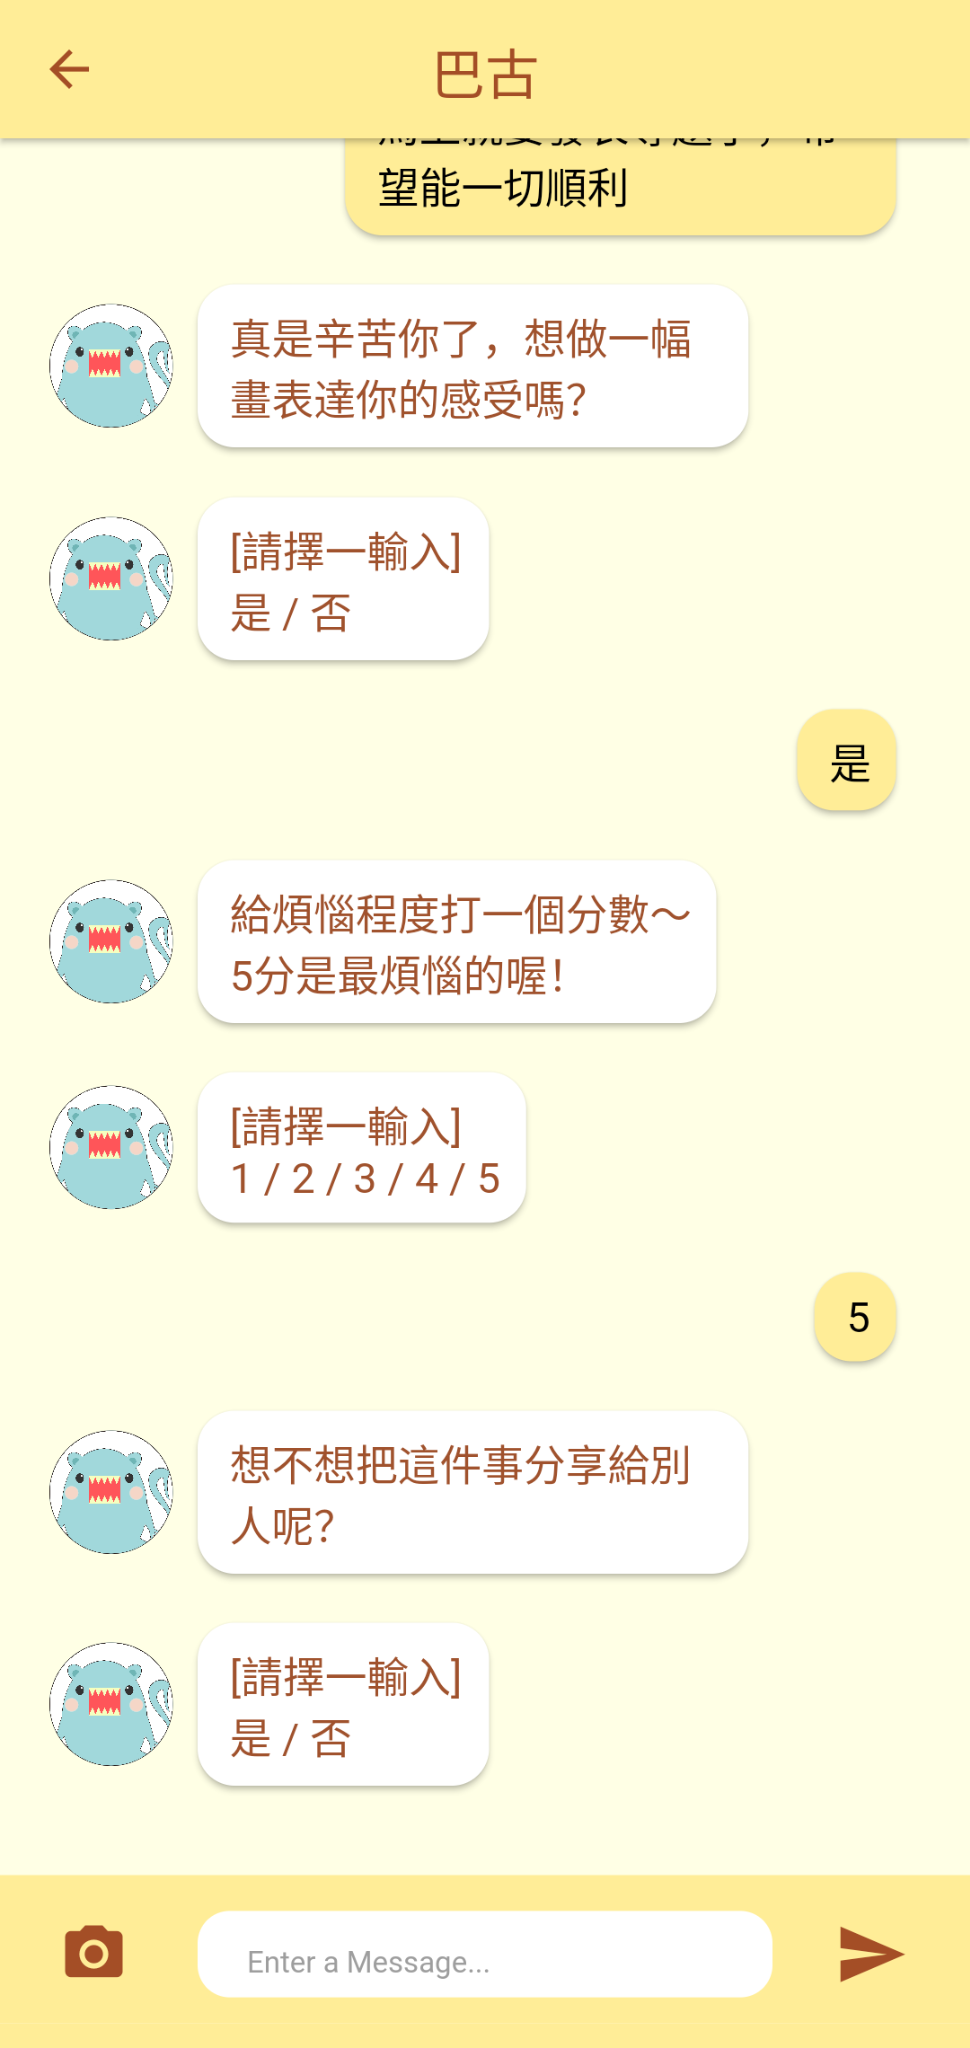 巴古
望能一切順利
真是辛苦你了，想做一幅
畫表達你的感受嗎？
[請擇一輸入]
是 / 否
是
給煩惱程度打一個分數～
5分是最煩惱的喔！
[請擇一輸入]
1 / 2 / 3 / 4 / 5
5
想不想把這件事分享給別
人呢？
[請擇一輸入]
是 / 否
Enter a Message...